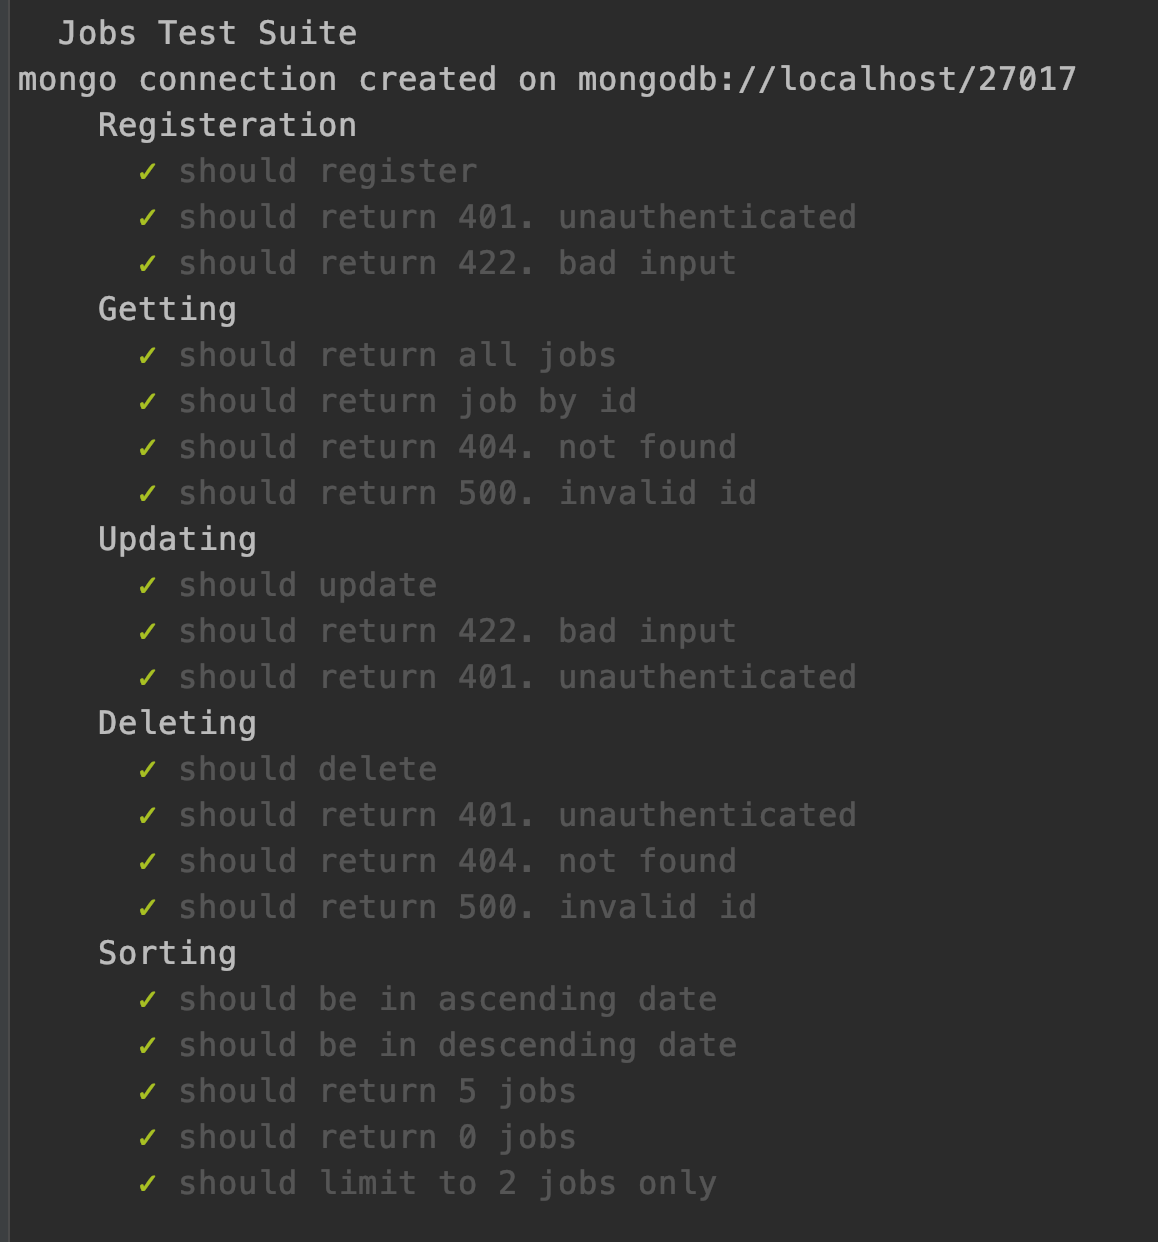 Jobs Test Suite
mongo connection created on mongodb://localhost/27017
Registeration
✓ should register
✓ should return 401. unauthenticated
✓ should return 422. bad input
Getting
✓ should return all jobs
✓ should return job by id
✓ should return 404. not found
✓ should return 500. invalid id
Updating
✓ should update
✓ should return 422. bad input
✓ should return 401. unauthenticated
Deleting
✓ should delete
✓ should return 401. unauthenticated
✓ should return 404. not found
✓ should return 500. invalid id
Sorting
✓ should be in ascending date
✓ should be in descending date
✓ should return 5 jobs
✓ should return 0 jobs
✓ should limit to 2 jobs only